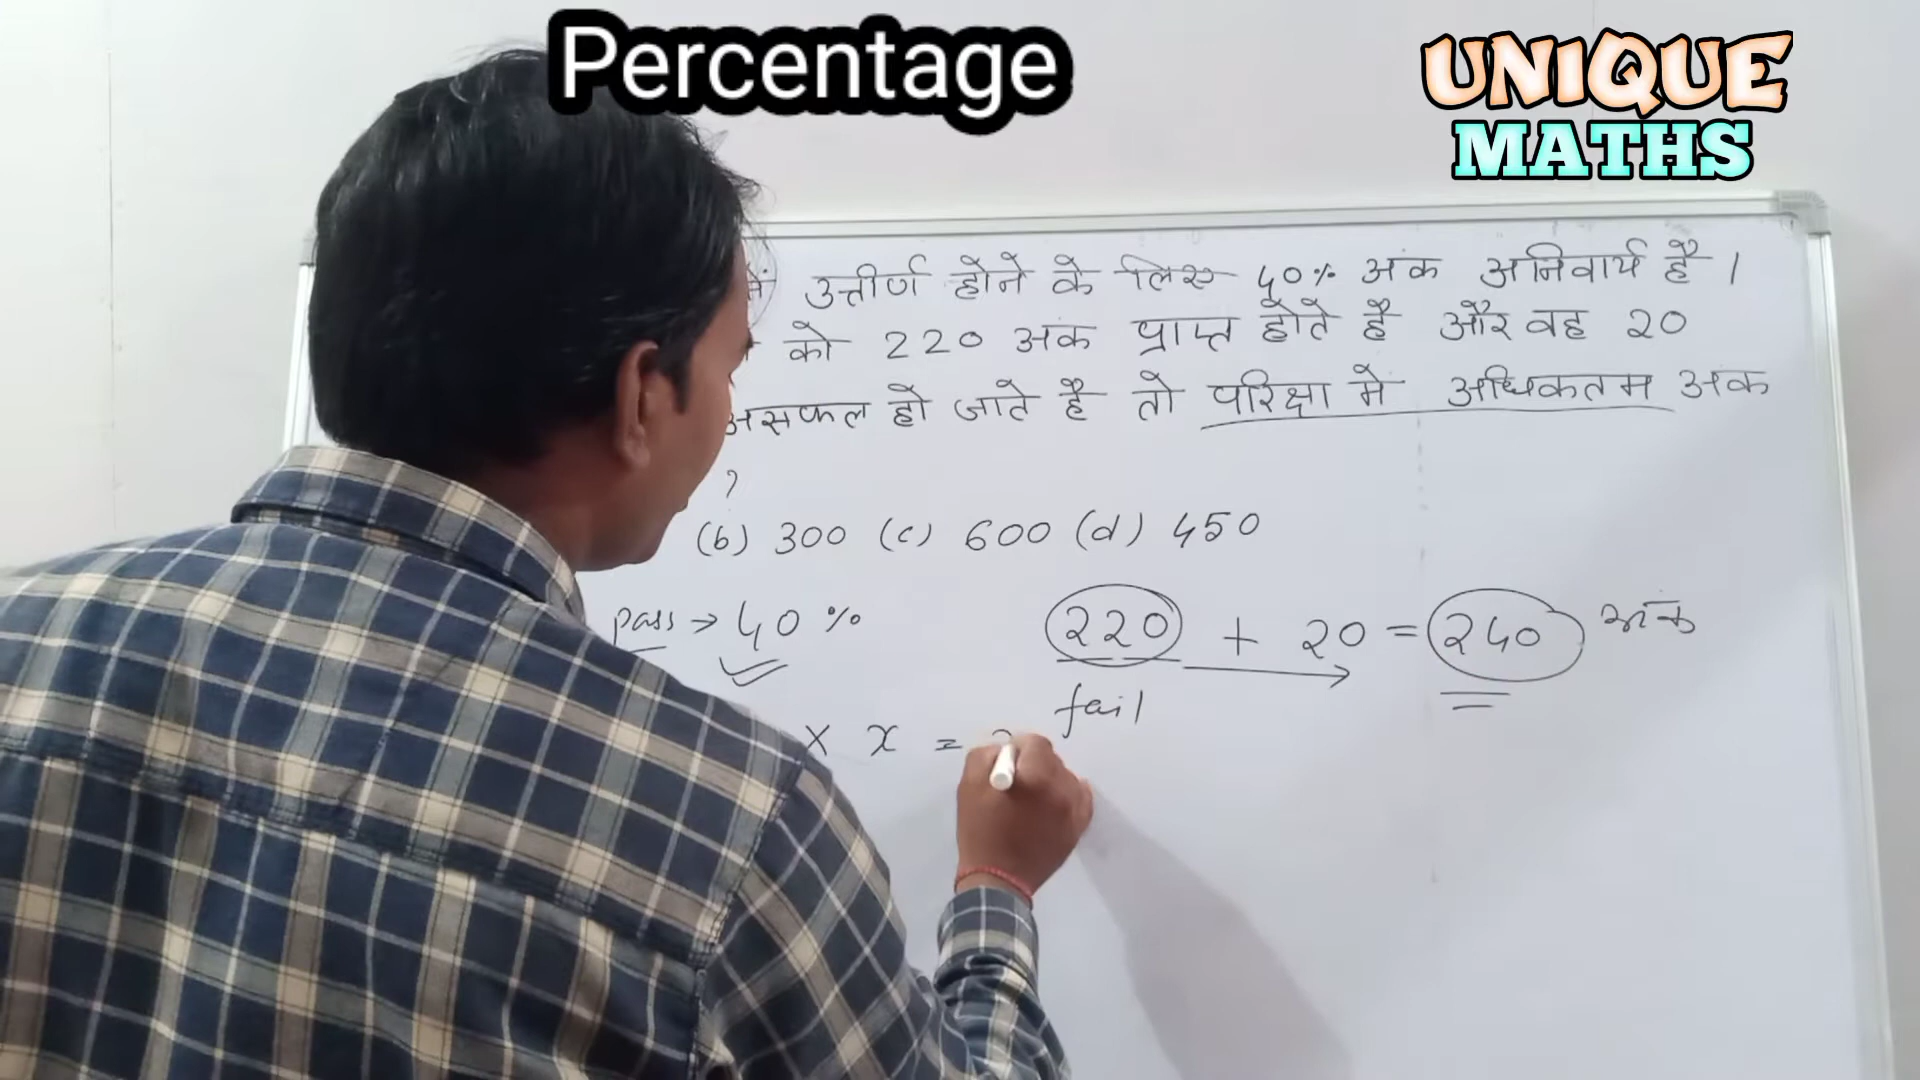 Percentage
UNIQUE
MATHS
उत्तीर्ण होने के लिए 40% अंक अनिवार्य है ।
को 220 अंक प्राप्त होते है और वह 20
असफल हो जाते है तो परिक्षा मे अधिकतम अंक
?
(b) 300 (c) 600 (d) 450
pass → 40 % 220 + 20 = 240 अंक
fail
× x =